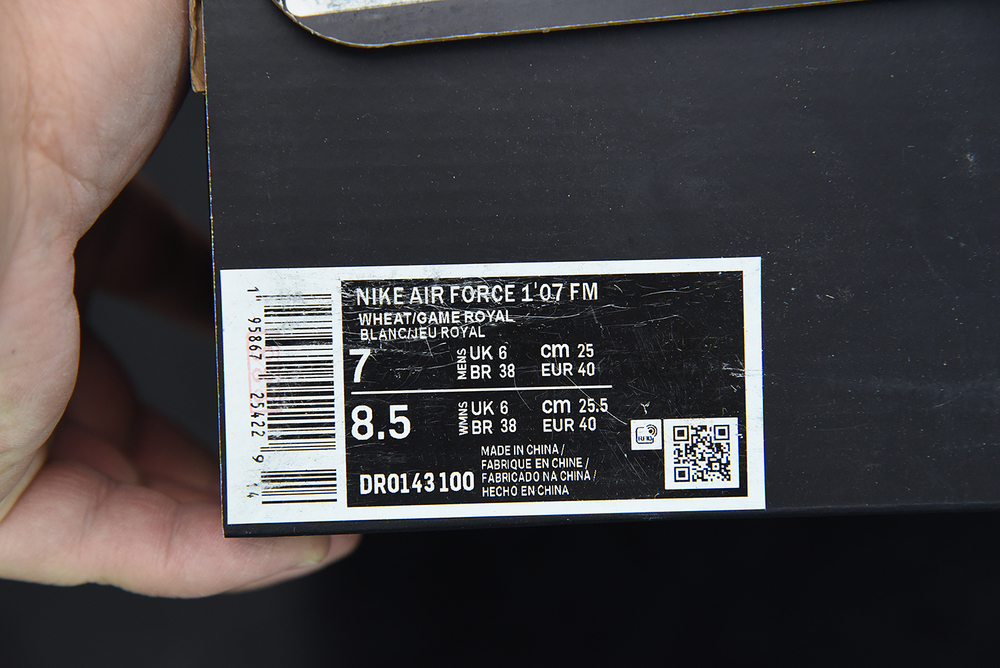 NIKE AIR FORCE 1'07 FM
WHEAT/GAME ROYAL
BLANC/JEU ROYAL
7 MENS UK 6 cm 25
BR 38 EUR 40
8.5 WMNS UK 6 cm 25.5
BR 38 EUR 40
DR0143 100
MADE IN CHINA /
FABRIQUE EN CHINE /
FABRICADO NA CHINA /
HECHO EN CHINA
RFID
1 95867 25422 9 44